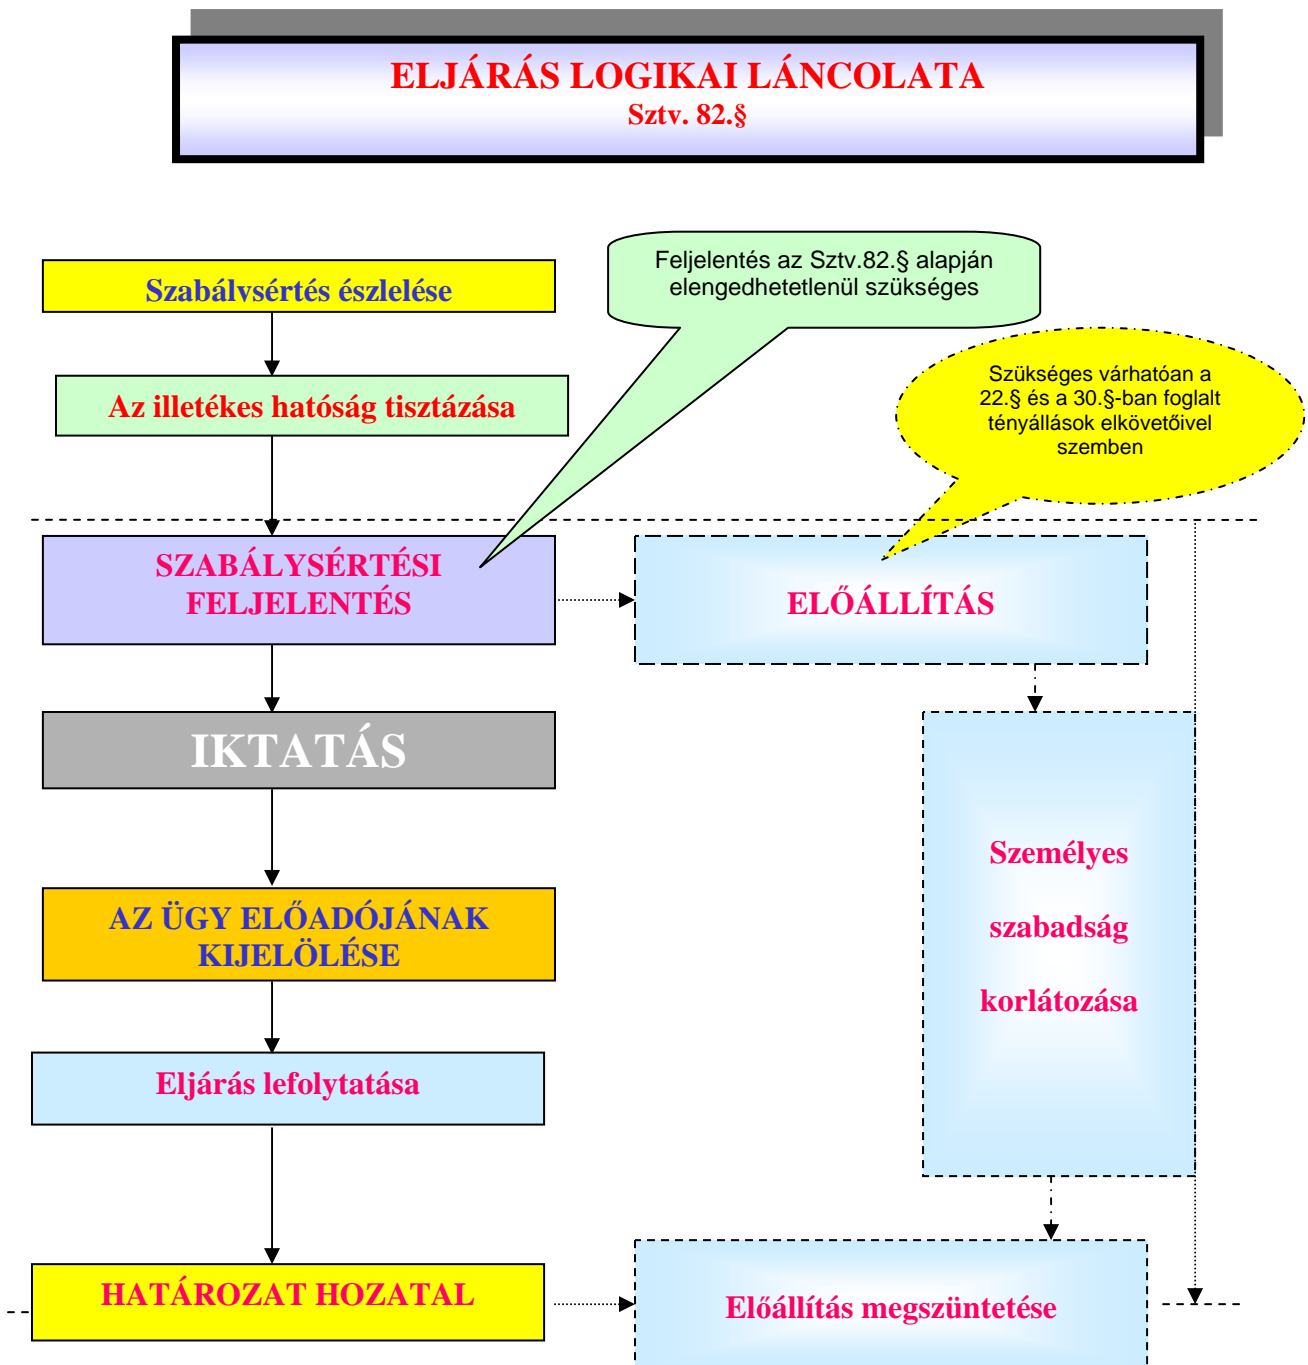 ELJÁRÁS LOGIKAI LÁNCOLATA
Sztv. 82.§
Feljelentés az Sztv.82.§ alapján
elengedhetetlenül szükséges
Szabálysértés észlelése
Szükséges várhatóan a
22.§ és a 30.§-ban foglalt
tényállások elkövetőivel
szemben
Az illetékes hatóság tisztázása
SZABÁLYSÉRTÉSI
FELJELENTÉS
ELŐÁLLÍTÁS
IKTATÁS
Személyes
szabadság
korlátozása
AZ ÜGY ELŐADÓJÁNAK
KIJELÖLÉSE
Eljárás lefolytatása
HATÁROZAT HOZATAL
Előállítás megszüntetése